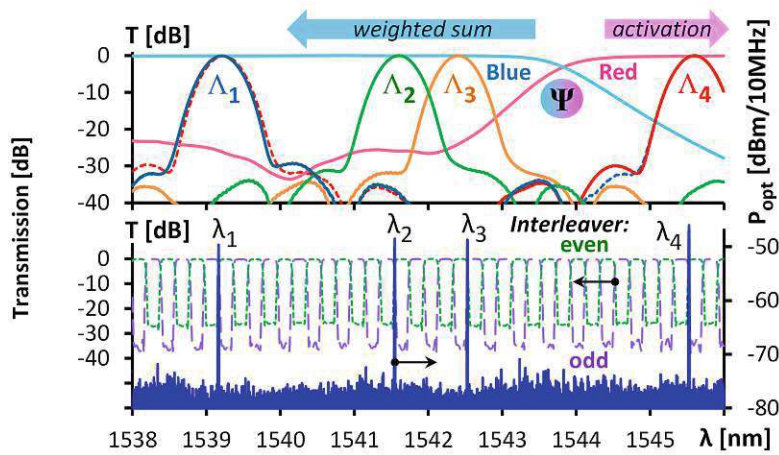 weighted sum activation
T [dB]
0
-10
-20
-30
-40
Λ1 Λ2 Λ3 Blue Red Λ4
Ψ
Transmission [dB]
Popt [dBm/10MHz]
T [dB]
λ1 λ2 λ3 Interleaver: λ4
even
odd
0
-10
-20
-30
-40
-50
-60
-70
-80
1538 1539 1540 1541 1542 1543 1544 1545 λ [nm]